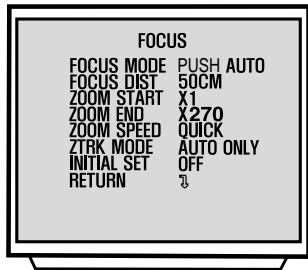 FOCUS
FOCUS MODE PUSH AUTO
FOCUS DIST 50CM
ZOOM START X1
ZOOM END X270
ZOOM SPEED QUICK
ZTRK MODE AUTO ONLY
INITIAL SET OFF
RETURN ↴